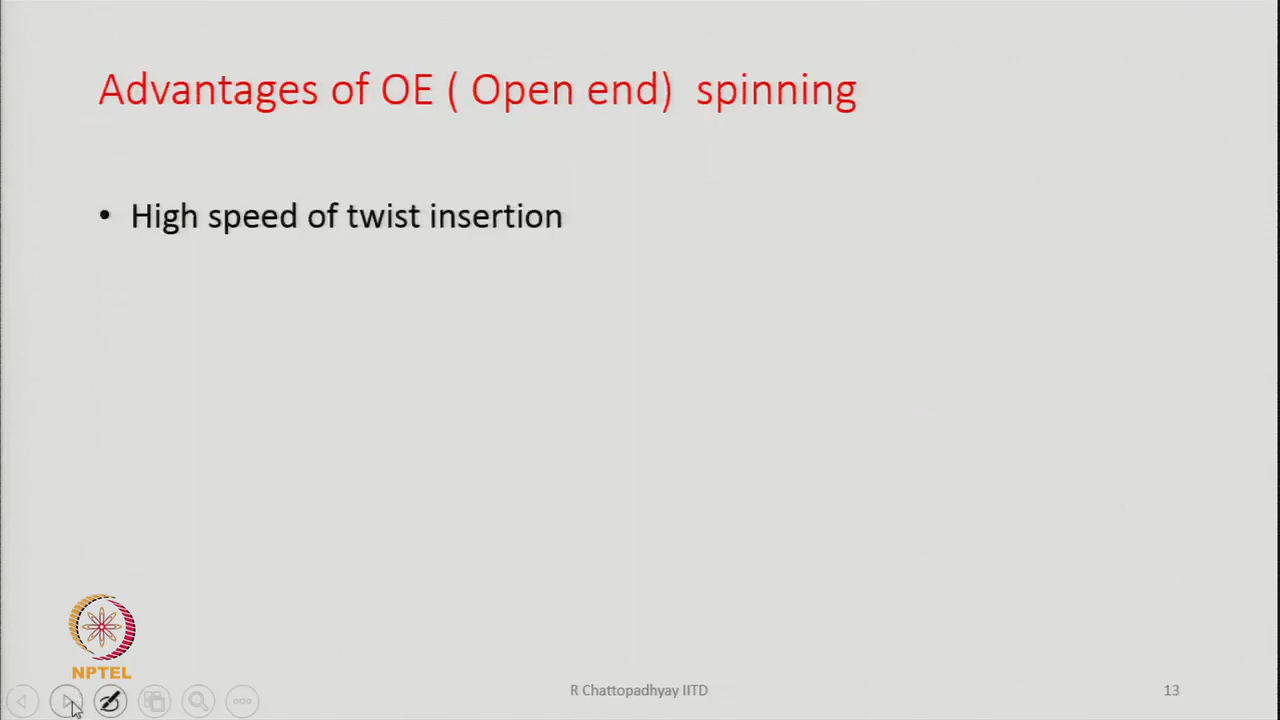 Advantages of OE ( Open end)  spinning
• High speed of twist insertion
NPTEL
R Chattopadhyay IITD
13